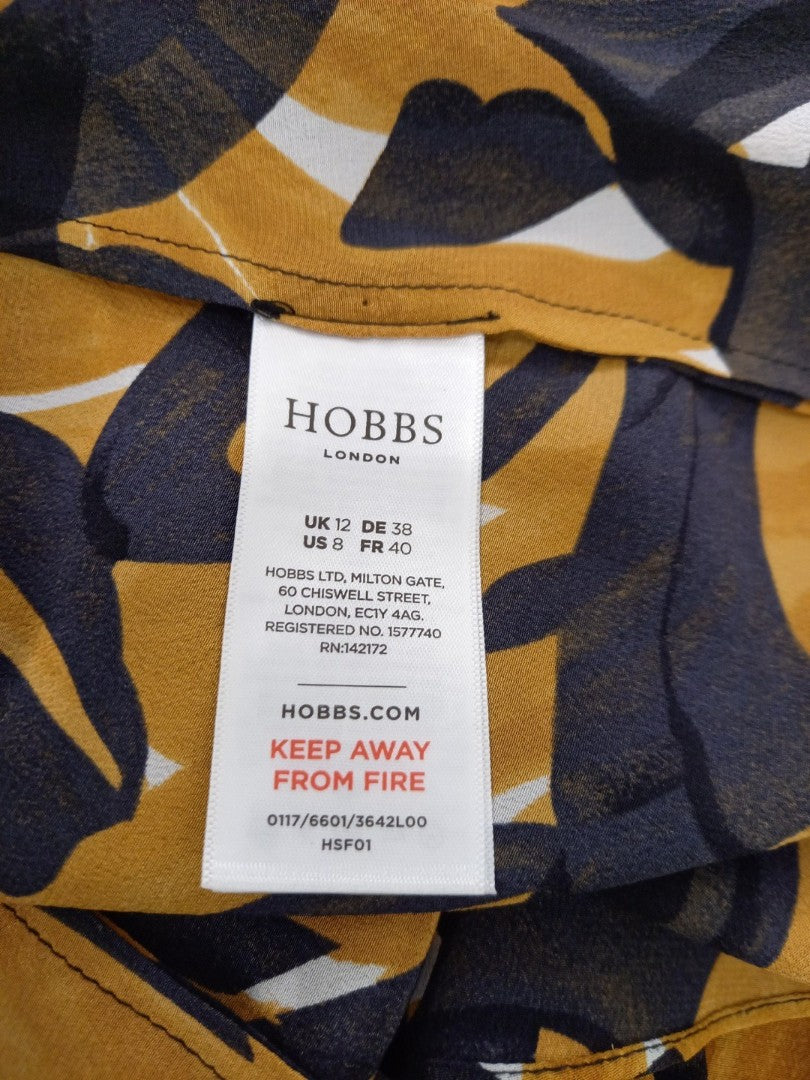 HOBBS
LONDON
UK 12 DE 38
US 8 FR 40
HOBBS LTD, MILTON GATE,
60 CHISWELL STREET,
LONDON, EC1Y 4AG.
REGISTERED NO. 1577740
RN:142172
HOBBS.COM
KEEP AWAY
FROM FIRE
0117/6601/3642L00
HSF01